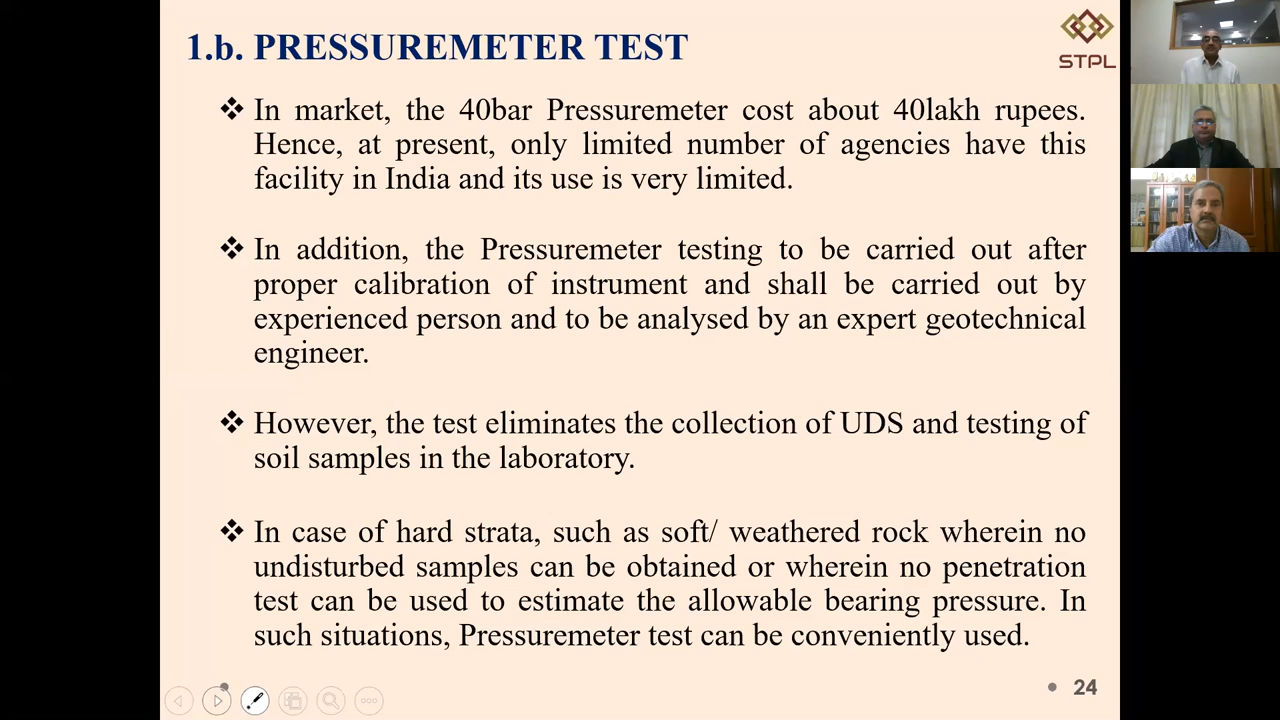 1.b. PRESSUREMETER TEST
STPL
❖ In market, the 40bar Pressuremeter cost about 40lakh rupees.
Hence, at present, only limited number of agencies have this
facility in India and its use is very limited.
❖ In addition, the Pressuremeter testing to be carried out after
proper calibration of instrument and shall be carried out by
experienced person and to be analysed by an expert geotechnical
engineer.
❖ However, the test eliminates the collection of UDS and testing of
soil samples in the laboratory.
❖ In case of hard strata, such as soft/ weathered rock wherein no
undisturbed samples can be obtained or wherein no penetration
test can be used to estimate the allowable bearing pressure. In
such situations, Pressuremeter test can be conveniently used.
24